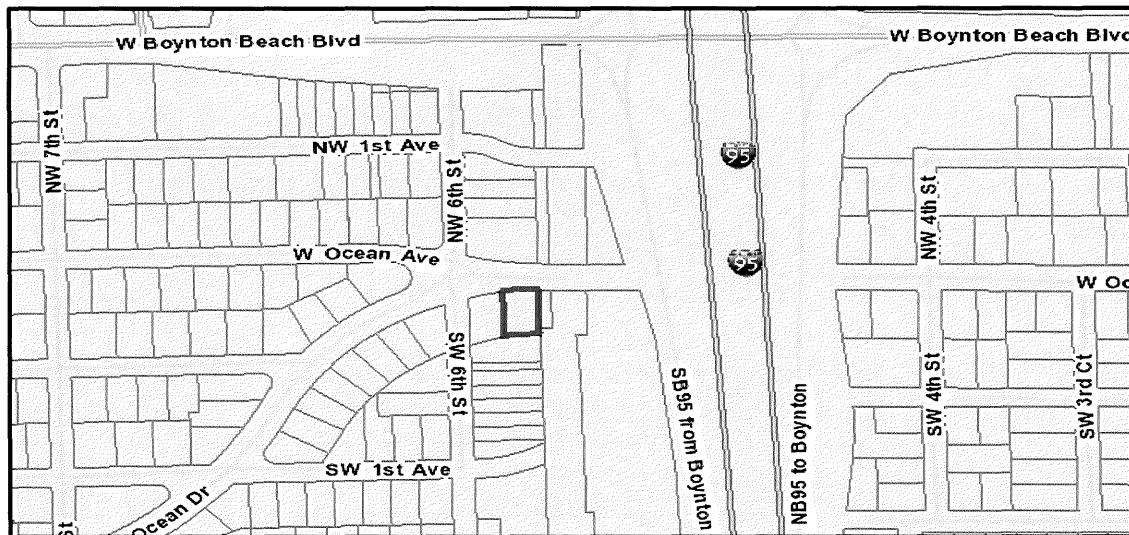 W Boynton Beach Blvd
W Boynton Beach Blvd
NW 7th St
NW 1st Ave
NW 6th St
95
NW 4th St
W Ocean Ave
95
W Oc
SW 6th St
SB95 from Boynton
NB95 to Boynton
SW 4th St
SW 3rd Ct
SW 1st Ave
Ocean Dr
St